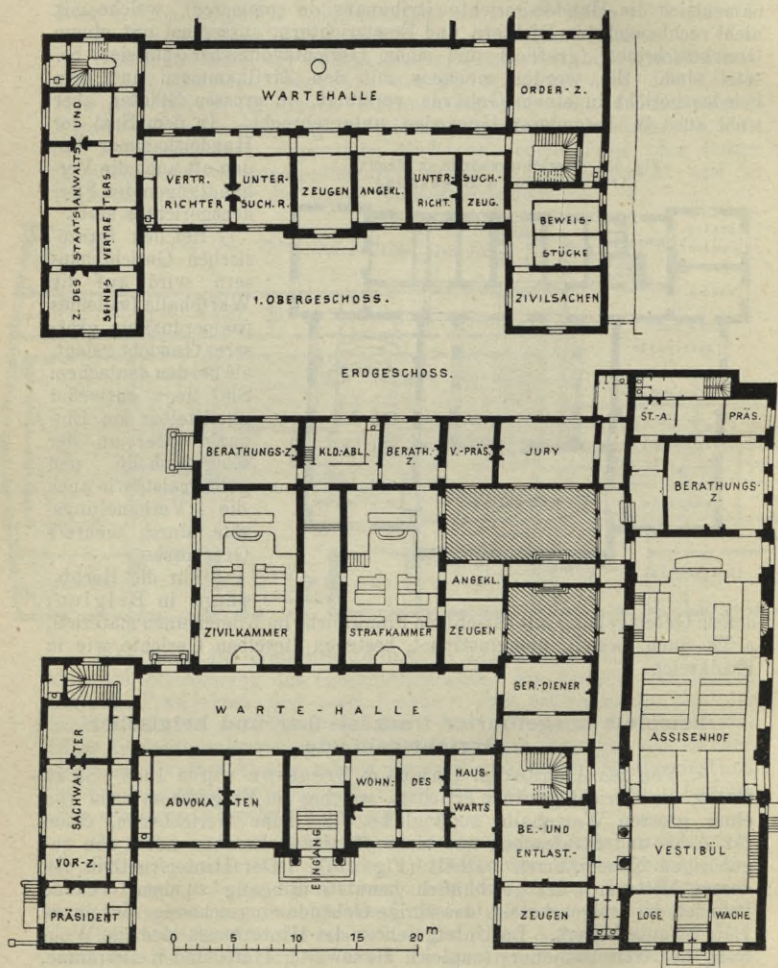 WARTEHALLE
ORDER-Z.
Z. DES STAATSANWALTS UND
SEINES VERTRETERS
VERTR. RICHTER
UNTER-SUCH. R.
ZEUGEN
ANGEKL.
UNTER-RICHT.
SUCH.-ZEUG.
BEWEIS-
STÜCKE
ZIVILSACHEN
1. OBERGESCHOSS.
ERDGESCHOSS.
ST.-A.
PRÄS.
BERATHUNGS-Z.
KLD.-ABL.
BERATH.-Z.
V.-PRÄS.
JURY
BERATHUNGS-
Z.
ANGEKL.
ZIVILKAMMER
STRAFKAMMER
ZEUGEN
GER.-DIENER
WARTE-HALLE
ASSISENHOF
SACHWALTER
ADVOKATEN
WOHN.-
DES
HAUS-
WARTS
BE.- UND
ENTLAST.-
VESTIBÜL
VOR-Z.
EINGANG
PRÄSIDENT
ZEUGEN
LOGE
WACHE
0 5 10 15 20 m